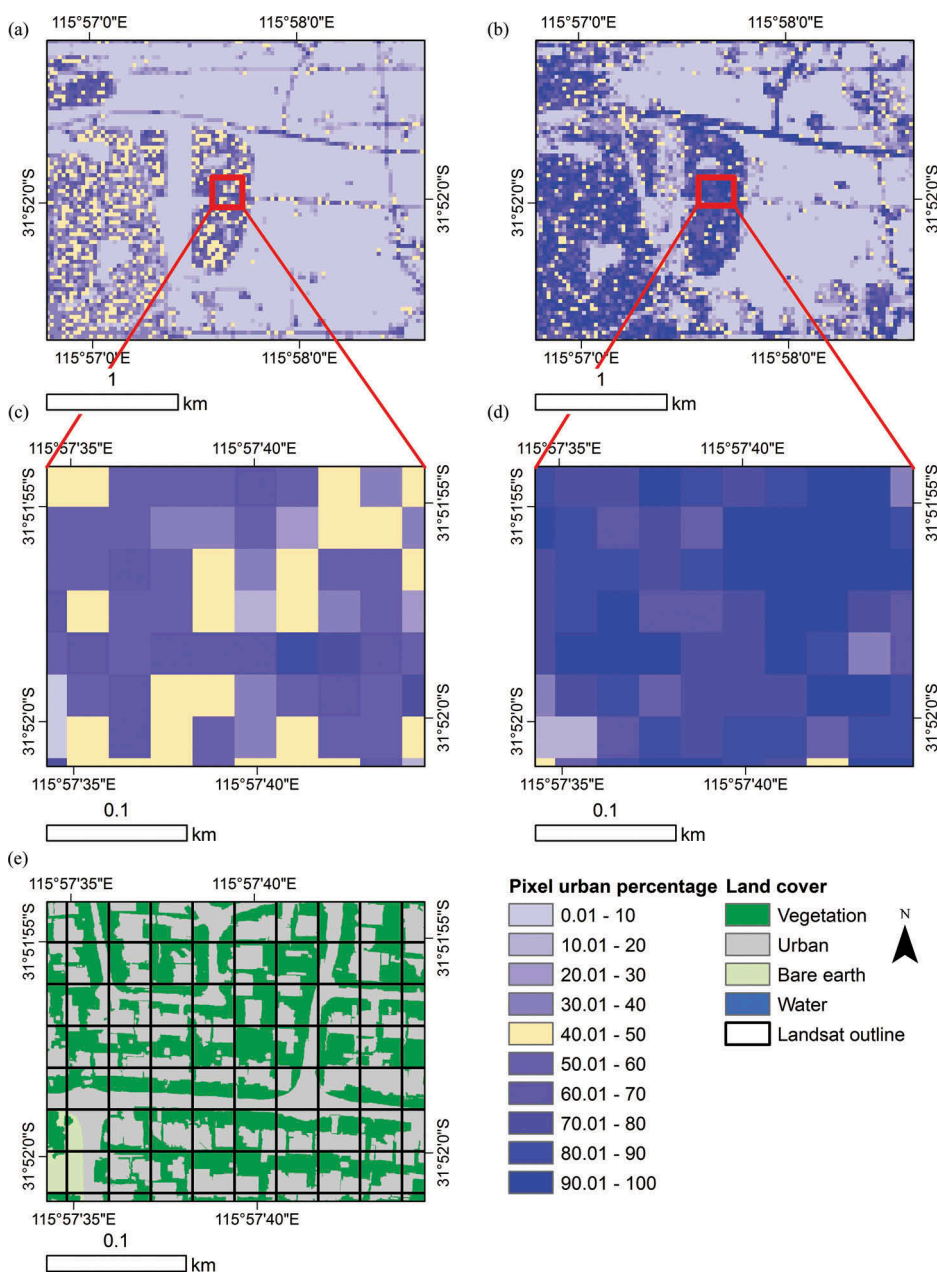 (a)
115°57'0"E
115°58'0"E
31°52'0"S
31°52'0"S
115°57'0"E
115°58'0"E
1
km
(b)
115°57'0"E
115°58'0"E
31°52'0"S
31°52'0"S
115°57'0"E
115°58'0"E
1
km
(c)
115°57'35"E
115°57'40"E
31°51'55"S
31°51'55"S
31°52'0"S
31°52'0"S
115°57'35"E
115°57'40"E
0.1
km
(d)
115°57'35"E
115°57'40"E
31°51'55"S
31°51'55"S
31°52'0"S
31°52'0"S
115°57'35"E
115°57'40"E
0.1
km
(e)
115°57'35"E
115°57'40"E
31°51'55"S
31°51'55"S
31°52'0"S
31°52'0"S
115°57'35"E
115°57'40"E
0.1
km
Pixel urban percentage
0.01 - 10
10.01 - 20
20.01 - 30
30.01 - 40
40.01 - 50
50.01 - 60
60.01 - 70
70.01 - 80
80.01 - 90
90.01 - 100
Land cover
Vegetation
Urban
Bare earth
Water
Landsat outline
N